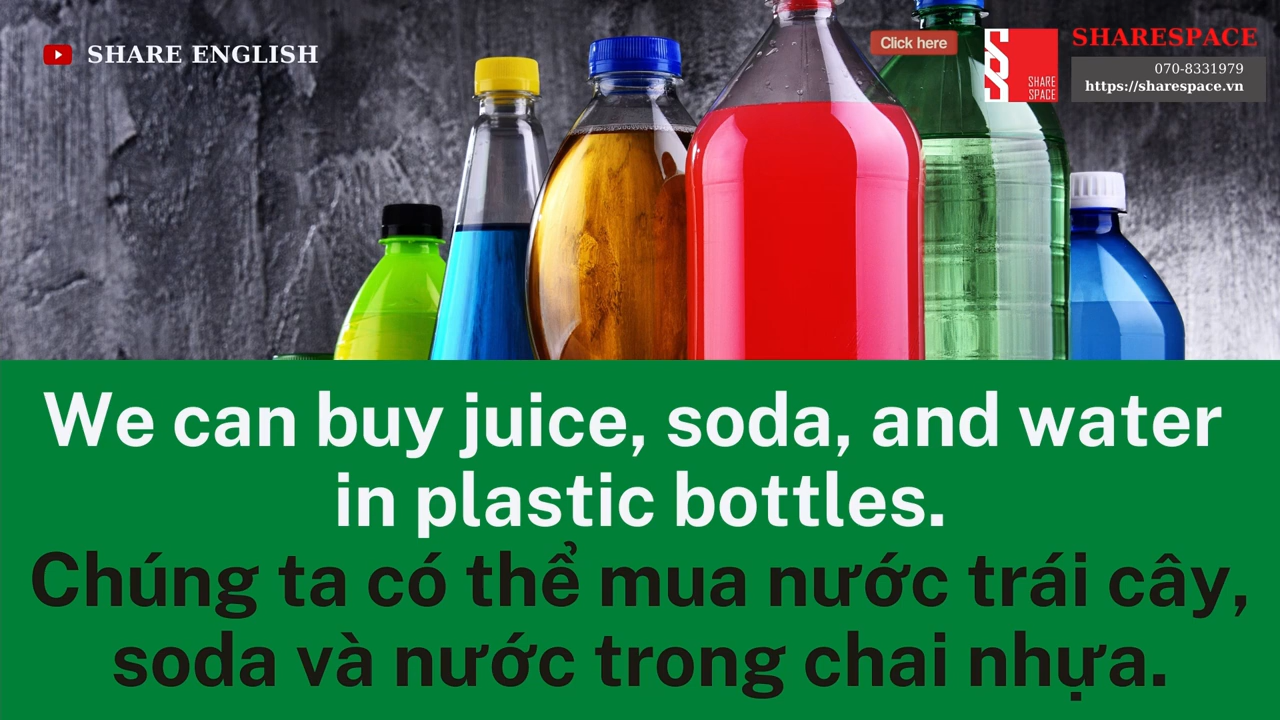 SHARE ENGLISH
Click here
SHARE
SPACE
SHARESPACE
070-8331979
https://sharespace.vn
We can buy juice, soda, and water
in plastic bottles.
Chúng ta có thể mua nước trái cây,
soda và nước trong chai nhựa.